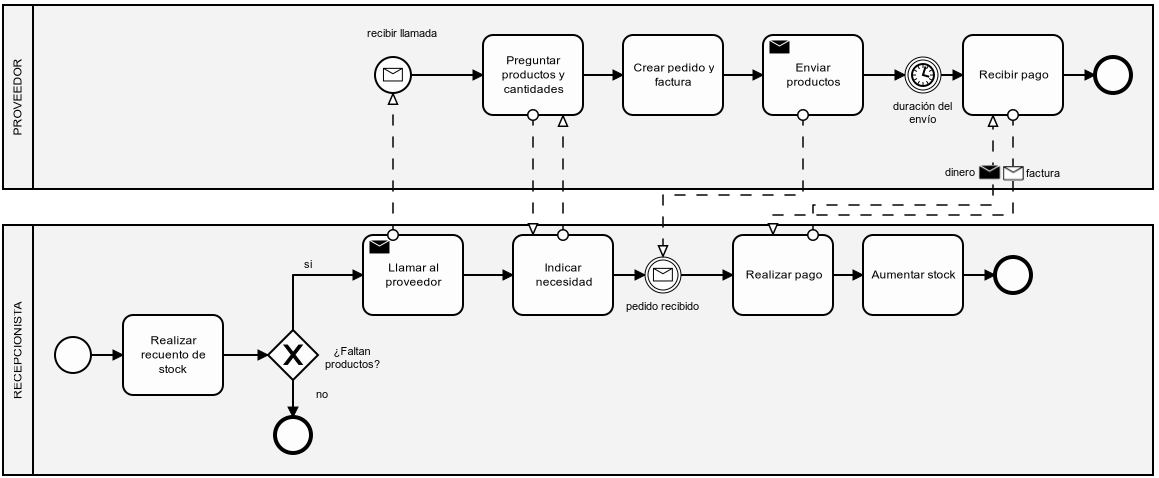 PROVEEDOR
recibir llamada
Preguntar
productos y
cantidades
Crear pedido y
factura
Enviar
productos
duración del
envío
Recibir pago
dinero
factura
RECEPCIONISTA
Realizar
recuento de
stock
¿Faltan
productos?
si
no
Llamar al
proveedor
Indicar
necesidad
pedido recibido
Realizar pago
Aumentar stock